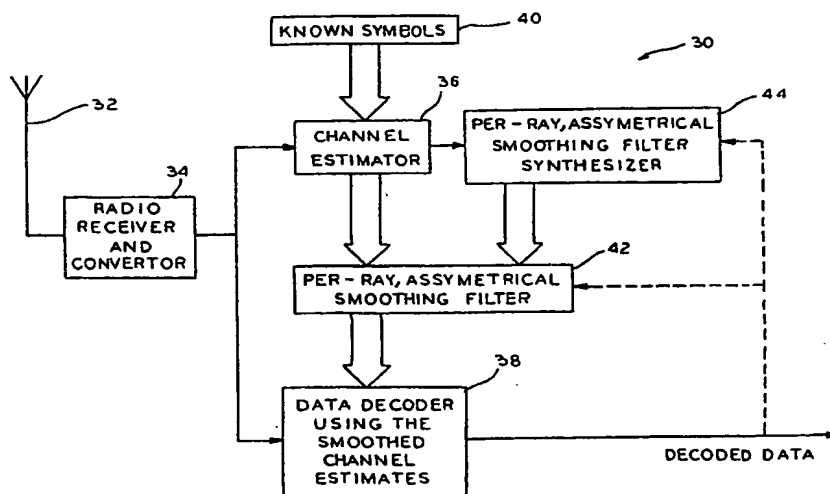 KNOWN SYMBOLS
40
30
32
36
44
CHANNEL
ESTIMATOR
PER-RAY, ASSYMETRICAL
SMOOTHING FILTER
SYNTHESIZER
34
RADIO
RECEIVER
AND
CONVERTOR
42
PER-RAY, ASSYMETRICAL
SMOOTHING FILTER
38
DATA DECODER
USING THE
SMOOTHED
CHANNEL
ESTIMATES
DECODED DATA